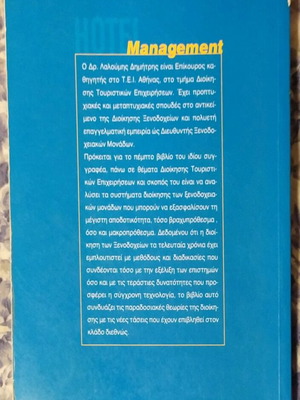 HOTEL
Management
Ο Δρ. Λαλούμης Δημήτρης είναι Επίκουρος κα-
θηγητής στο Τ.Ε.Ι. Αθήνας, στο τμήμα Διοίκη-
σης Τουριστικών Επιχειρήσεων. Έχει προπτυ-
χιακές και μεταπτυχιακές σπουδές στο αντικεί-
μενο της Διοίκησης Ξενοδοχείων και πολυετή
επαγγελματική εμπειρία ως Διευθυντής Ξενοδο-
χειακών Μονάδων.
Πρόκειται για το πέμπτο βιβλίο του ιδίου συγ-
γραφέα, πάνω σε θέματα Διοίκησης Τουριστι-
κών Επιχειρήσεων και σκοπός του είναι να ανα-
λύσει τα συστήματα διοίκησης των ξενοδοχεια-
κών μονάδων που μπορούν να εξασφαλίσουν τη
μέγιστη αποδοτικότητα, τόσο βραχυπρόθεσμα ,
όσο και μακροπρόθεσμα. Δεδομένου ότι η διοί-
κηση των Ξενοδοχείων τα τελευταία χρόνια έχει
εμπλουτιστεί με μεθόδους και διαδικασίες που
συνδέονται τόσο με την εξέλιξη των επιστημών
όσο και με τις τεράστιες δυνατότητες που προ-
σφέρει η σύγχρονη τεχνολογία, το βιβλίο αυτό
συνδυάζει τις παραδοσιακές θεωρίες της διοίκη-
σης με τις νέες τάσεις που έχουν επιβληθεί στον
κλάδο διεθνώς.